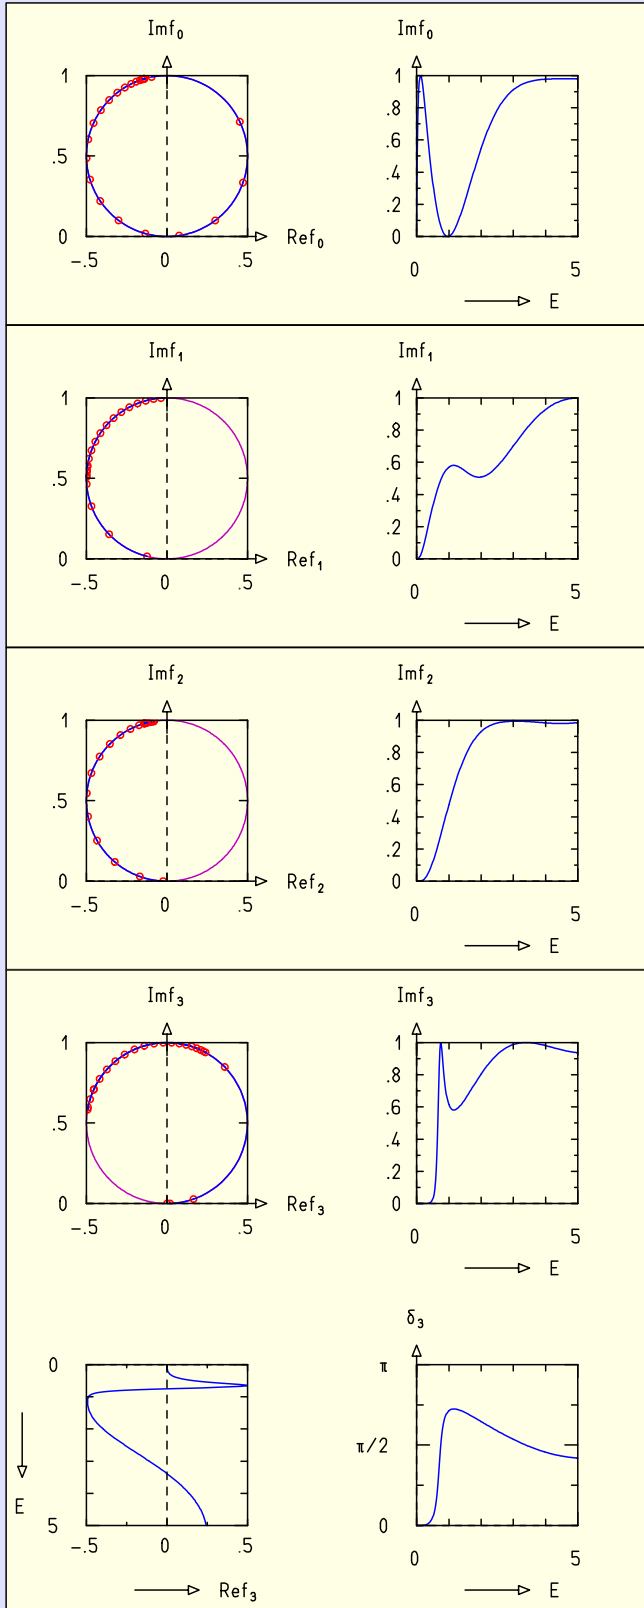 Imf₀ Imf₀
1 1
.8
.5 .6
.4
.2
0 Ref₀ 0
-.5 0 .5 0 5
E
Imf₁ Imf₁
1 1
.8
.5 .6
.4
.2
0 Ref₁ 0
-.5 0 .5 0 5
E
Imf₂ Imf₂
1 1
.8
.5 .6
.4
.2
0 Ref₂ 0
-.5 0 .5 0 5
E
Imf₃ Imf₃
1 1
.8
.5 .6
.4
.2
0 Ref₃ 0
-.5 0 .5 0 5
E
δ₃
0 π
π/2
E
5 0
-.5 0 .5 0 5
Ref₃ E